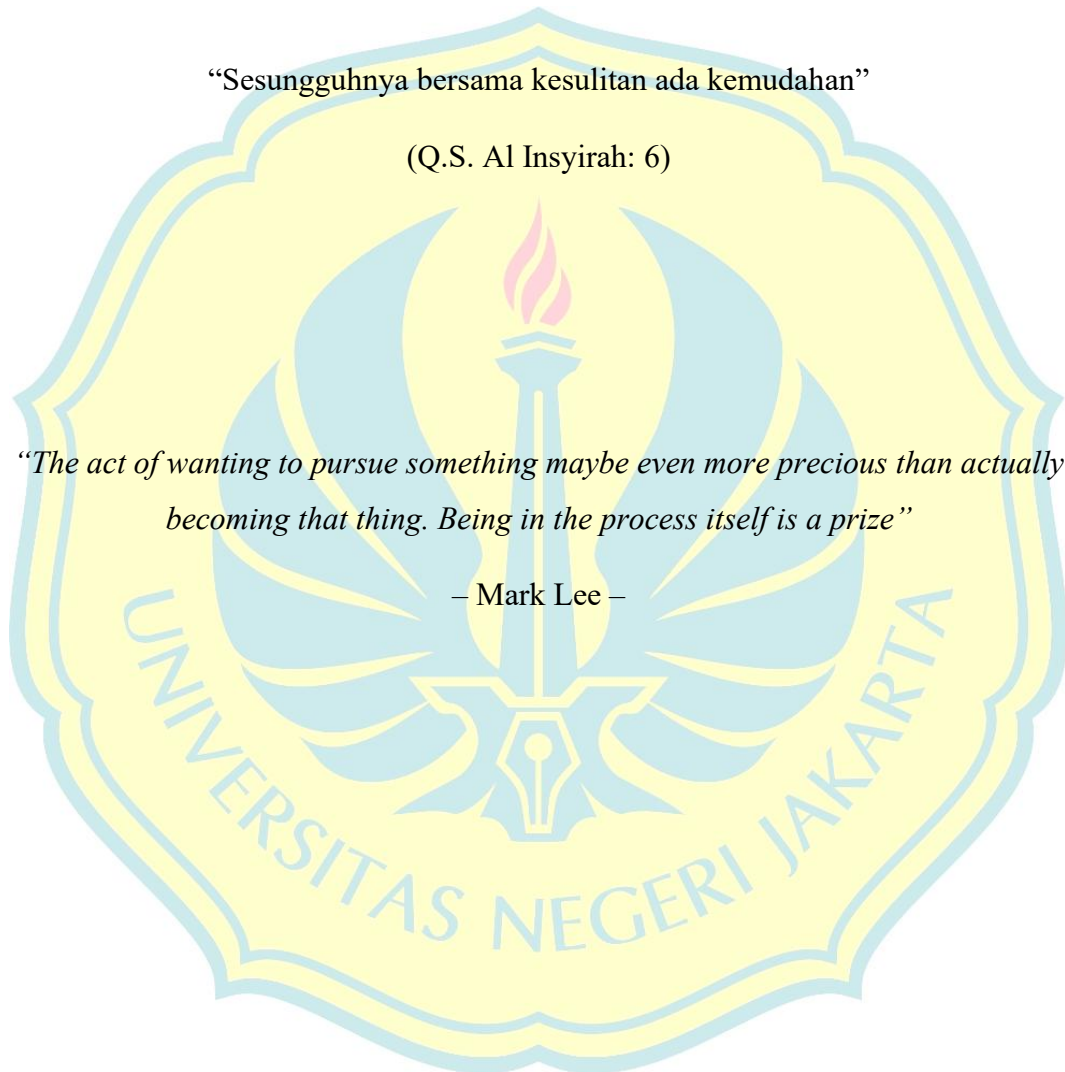 “Sesungguhnya bersama kesulitan ada kemudahan”
(Q.S. Al Insyirah: 6)
“The act of wanting to pursue something maybe even more precious than actually
becoming that thing. Being in the process itself is a prize”
– Mark Lee –
UNIVERSITAS NEGERI JAKARTA